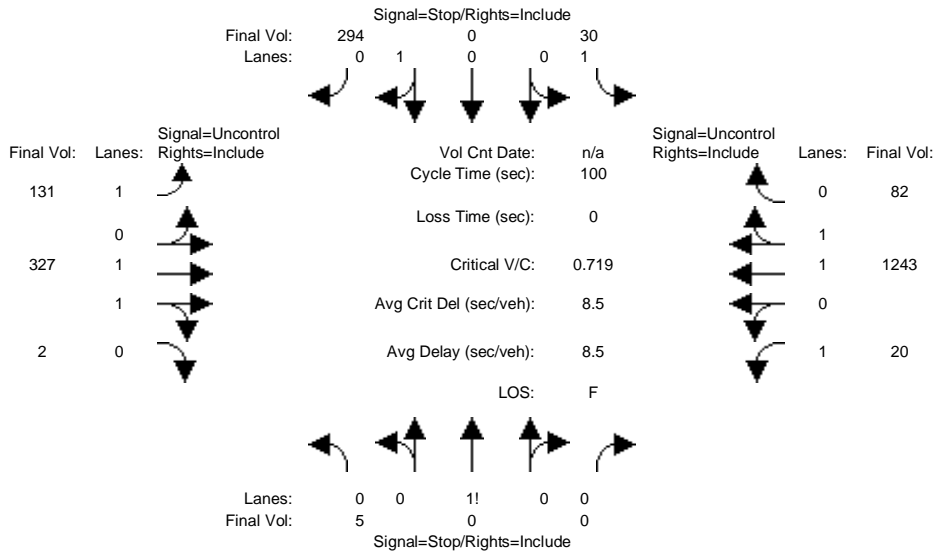 Signal=Stop/Rights=Include
Final Vol: 294 0 30
Lanes: 0 1 0 0 1
Signal=Uncontrol Signal=Uncontrol
Final Vol: Lanes: Rights=Include Vol Cnt Date: n/a Rights=Include Lanes: Final Vol:
Cycle Time (sec): 100
131 1 0 82
Loss Time (sec): 0
0 1
327 1 Critical V/C: 0.719 1 1243
1 Avg Crit Del (sec/veh): 8.5 0
2 0 Avg Delay (sec/veh): 8.5 1 20
LOS: F
Lanes: 0 0 1! 0 0
Final Vol: 5 0 0
Signal=Stop/Rights=Include